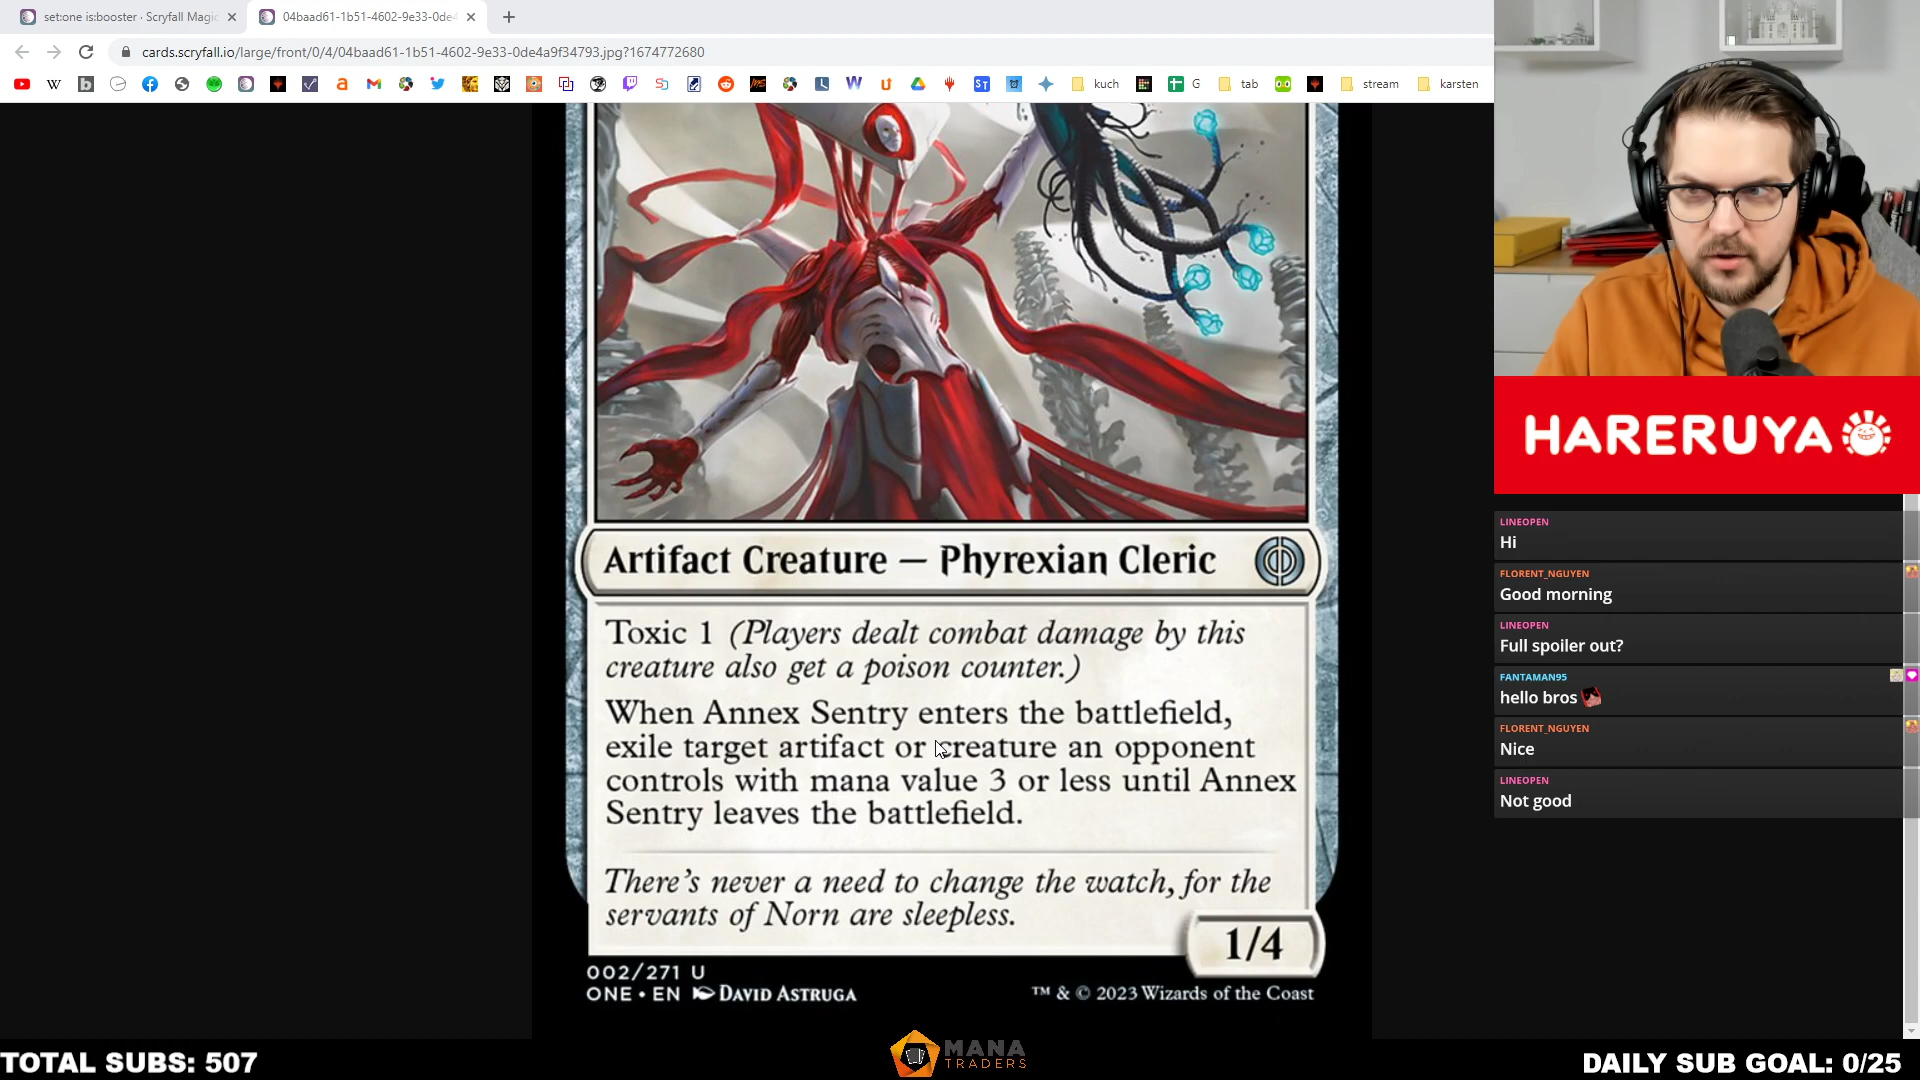 set:one is:booster · Scryfall Magic
04baad61-1b51-4602-9e33-0de4
cards.scryfall.io/large/front/0/4/04baad61-1b51-4602-9e33-0de4a9f34793.jpg?1674772680
kuch
G
tab
stream
karsten
Artifact Creature — Phyrexian Cleric
Toxic 1 (Players dealt combat damage by this
creature also get a poison counter.)
When Annex Sentry enters the battlefield,
exile target artifact or creature an opponent
controls with mana value 3 or less until Annex
Sentry leaves the battlefield.
There's never a need to change the watch, for the
servants of Norn are sleepless.
1/4
002/271 U
ONE • EN DAVID ASTRUGA
™ & © 2023 Wizards of the Coast
HARERUYA
LINEOPEN
Hi
FLORENT_NGUYEN
Good morning
LINEOPEN
Full spoiler out?
FANTAMAN95
hello bros
FLORENT_NGUYEN
Nice
LINEOPEN
Not good
TOTAL SUBS: 507
MANA
TRADERS
DAILY SUB GOAL: 0/25